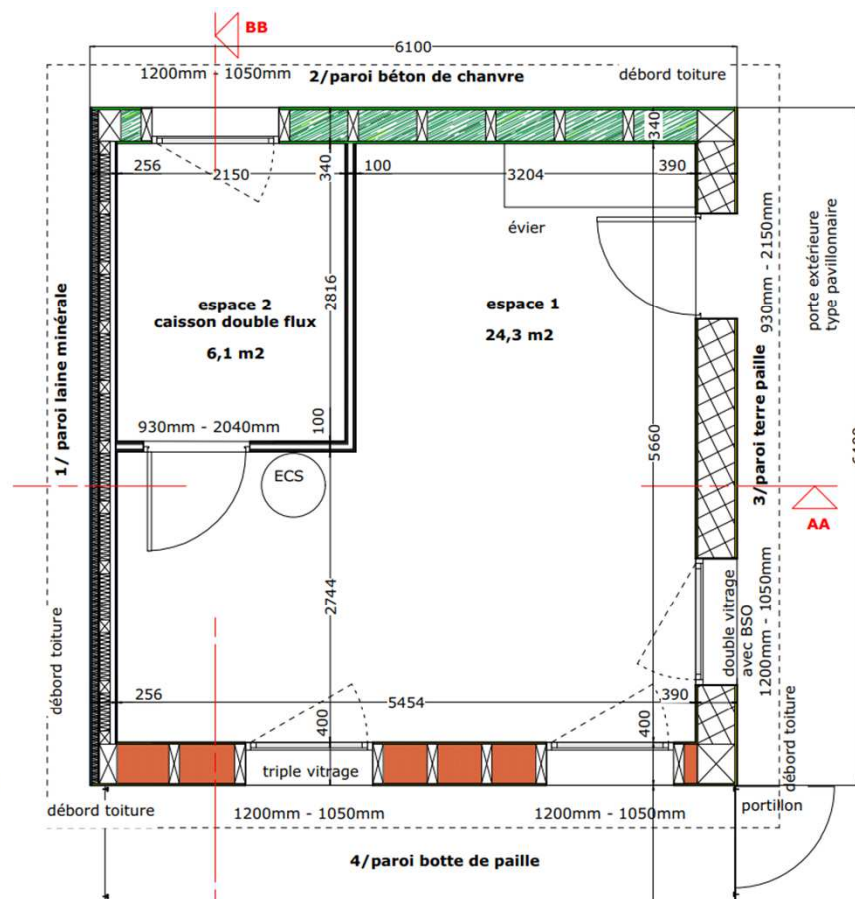 BB
6100
1200mm - 1050mm
2/paroi béton de chanvre
débord toiture
340
256
2150
340
100
3204
390
évier
930mm - 2150mm
porte extérieure
type pavillonnaire
2816
espace 2
caisson double flux
6,1 m2
espace 1
24,3 m2
1/ paroi laine minérale
930mm - 2040mm
100
ECS
5660
3/paroi terre paille
AA
2744
débord toiture
double vitrage
avec BSO
1200mm - 1050mm
256
5454
390
400
400
triple vitrage
débord toiture
débord toiture
1200mm - 1050mm
1200mm - 1050mm
portillon
4/paroi botte de paille